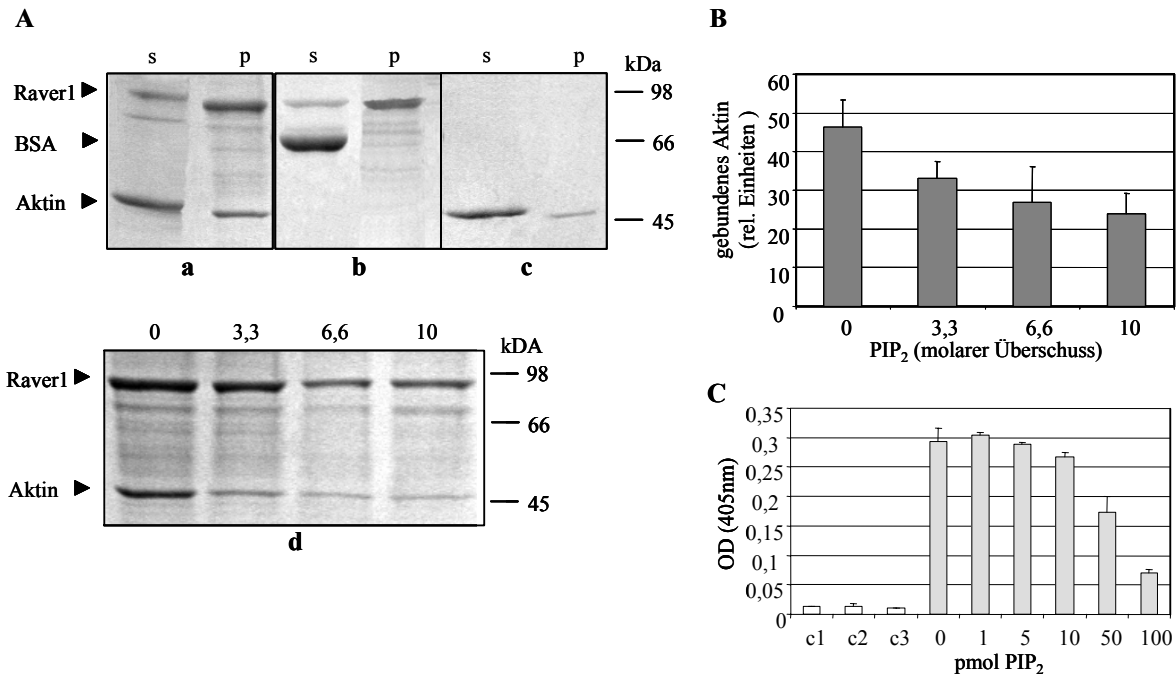 A
s p s p s p
kDa
Raver1
BSA
Aktin
98
66
45
a b c
0 3,3 6,6 10
kDA
Raver1
Aktin
98
66
45
d
B
gebundenes Aktin
(rel. Einheiten )
60
50
40
30
20
10
0
0 3,3 6,6 10
PIP₂ (molarer Überschuss)
C
OD (405nm)
0,35
0,3
0,25
0,2
0,15
0,1
0,05
0
c1 c2 c3 0 1 5 10 50 100
pmol PIP₂